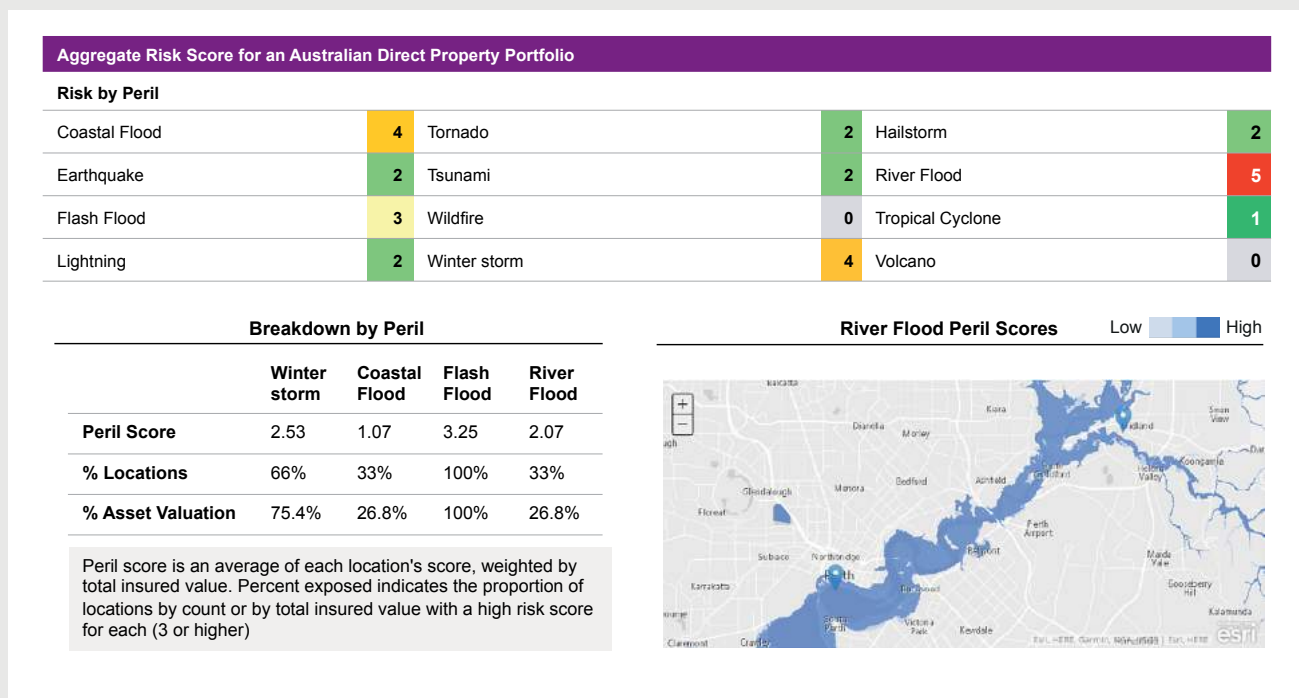 Aggregate Risk Score for an Australian Direct Property Portfolio
Risk by Peril
Coastal Flood 4 Tornado 2 Hailstorm 2
Earthquake 2 Tsunami 2 River Flood 5
Flash Flood 3 Wildfire 0 Tropical Cyclone 1
Lightning 2 Winter storm 4 Volcano 0
Breakdown by Peril
Winter storm Coastal Flood Flash Flood River Flood
Peril Score 2.53 1.07 3.25 2.07
% Locations 66% 33% 100% 33%
% Asset Valuation 75.4% 26.8% 100% 26.8%
Peril score is an average of each location's score, weighted by
total insured value. Percent exposed indicates the proportion of
locations by count or by total insured value with a high risk score
for each (3 or higher)
River Flood Peril Scores Low High
+
−
Kiara
Swan View
Dianella
Morley
Koongamia
Glendalough
Menora
Bedford
Ashfield
Helena Valley
Floreat
Perth Airport
Subiaco
Northbridge
Belmont
Maida Vale
Karrakatta
Burswood
Gooseberry Hill
South Perth
Victoria Park
Kewdale
Kalamunda
Claremont
Crawley
esri